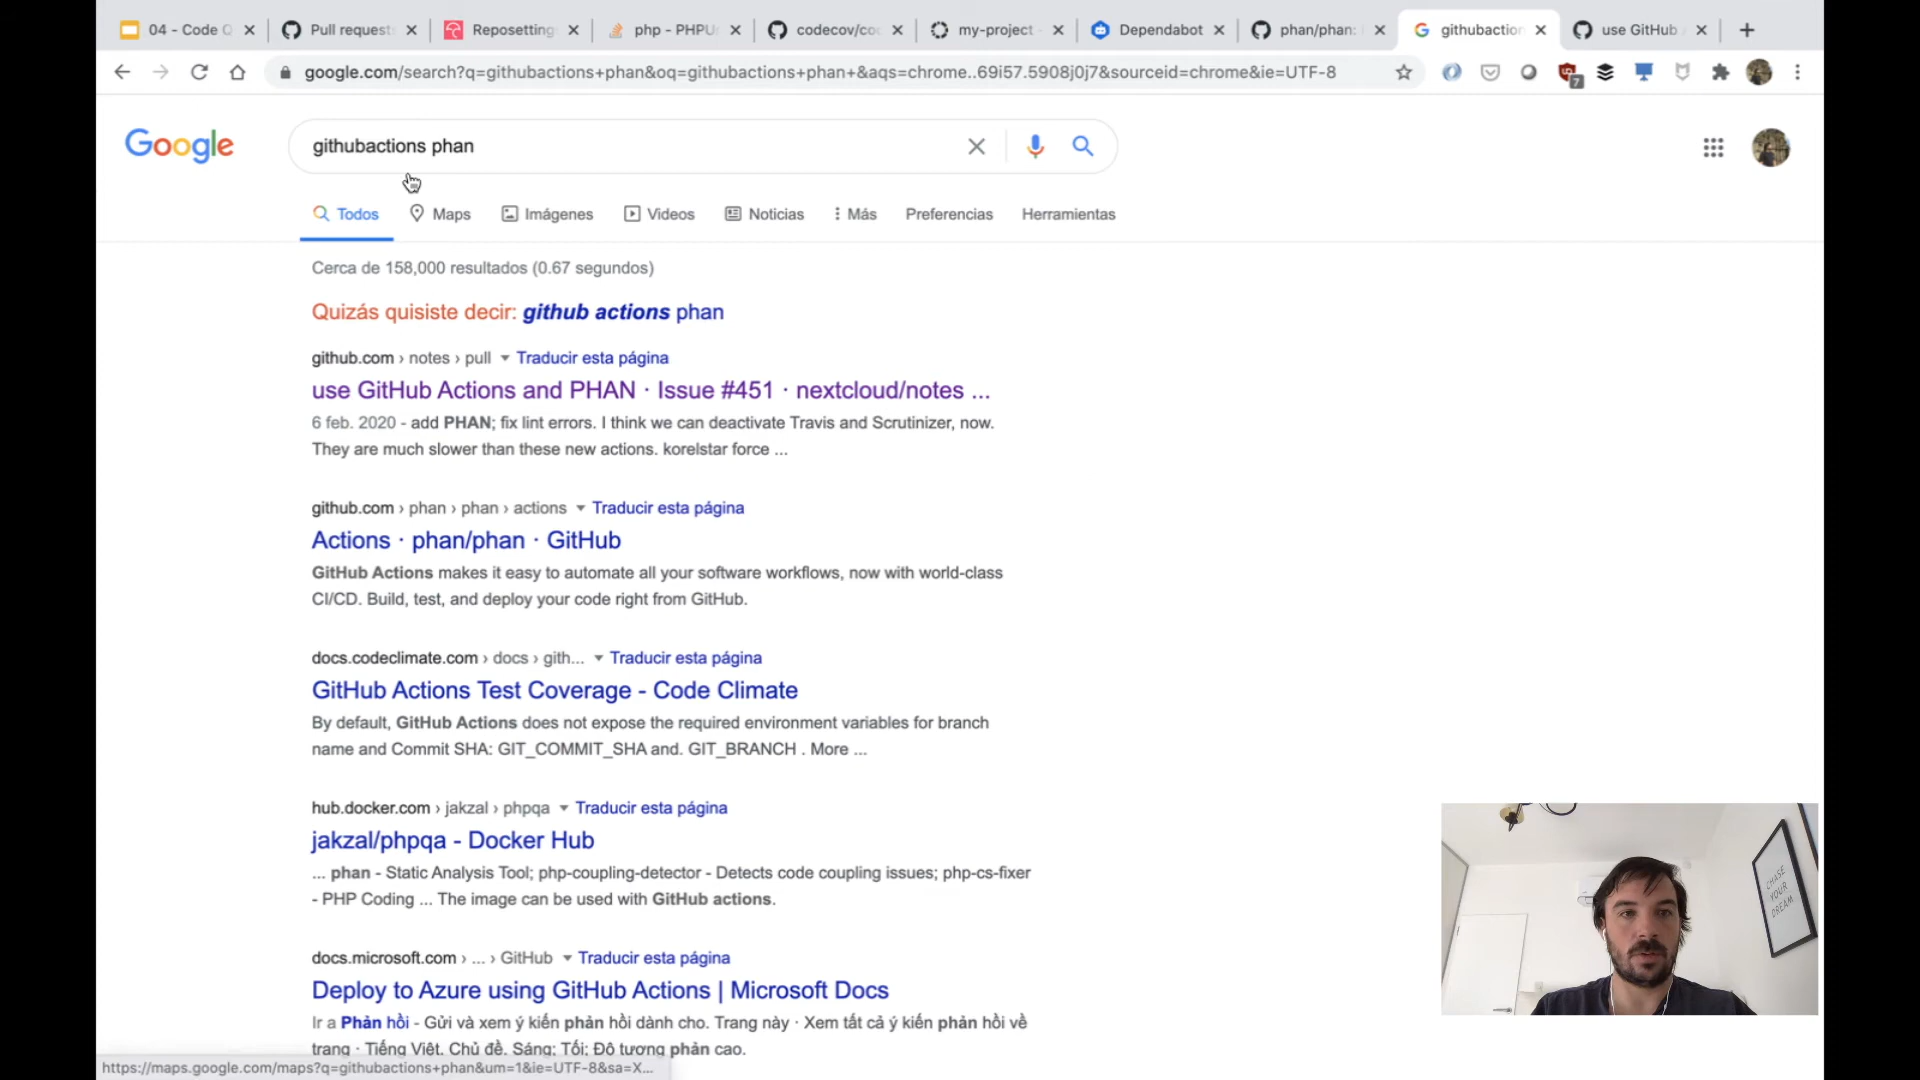 04 - Code Q
Pull request
Reposetting
php - PHPU
codecov/co
my-project
Dependabot
phan/phan:
githubaction
use GitHub
google.com/search?q=githubactions+phan&oq=githubactions+phan+&aqs=chrome..69i57.5908j0j7&sourceid=chrome&ie=UTF-8
7
Google
githubactions phan
Todos
Maps
Imágenes
Videos
Noticias
Más
Preferencias
Herramientas
Cerca de 158,000 resultados (0.67 segundos)
Quizás quisiste decir: github actions phan
github.com › notes › pull Traducir esta página
use GitHub Actions and PHAN · Issue #451 · nextcloud/notes ...
6 feb. 2020 - add PHAN; fix lint errors. I think we can deactivate Travis and Scrutinizer, now.
They are much slower than these new actions. korelstar force ...
github.com › phan › phan › actions Traducir esta página
Actions · phan/phan · GitHub
GitHub Actions makes it easy to automate all your software workflows, now with world-class
CI/CD. Build, test, and deploy your code right from GitHub.
docs.codeclimate.com › docs › gith... Traducir esta página
GitHub Actions Test Coverage - Code Climate
By default, GitHub Actions does not expose the required environment variables for branch
name and Commit SHA: GIT_COMMIT_SHA and. GIT_BRANCH . More ...
hub.docker.com › jakzal › phpqa Traducir esta página
jakzal/phpqa - Docker Hub
... phan - Static Analysis Tool; php-coupling-detector - Detects code coupling issues; php-cs-fixer
- PHP Coding ... The image can be used with GitHub actions.
docs.microsoft.com › ... › GitHub Traducir esta página
Deploy to Azure using GitHub Actions | Microsoft Docs
Ir a Phản hồi - Gửi và xem ý kiến phản hồi dành cho. Trang này · Xem tất cả ý kiến phản hồi về
trang · Tiếng Việt. Chủ đề. Sáng; Tối; Độ tương phản cao.
https://maps.google.com/maps?q=githubactions+phan&um=1&ie=UTF-8&sa=X...
CHASE
YOUR
DREAM